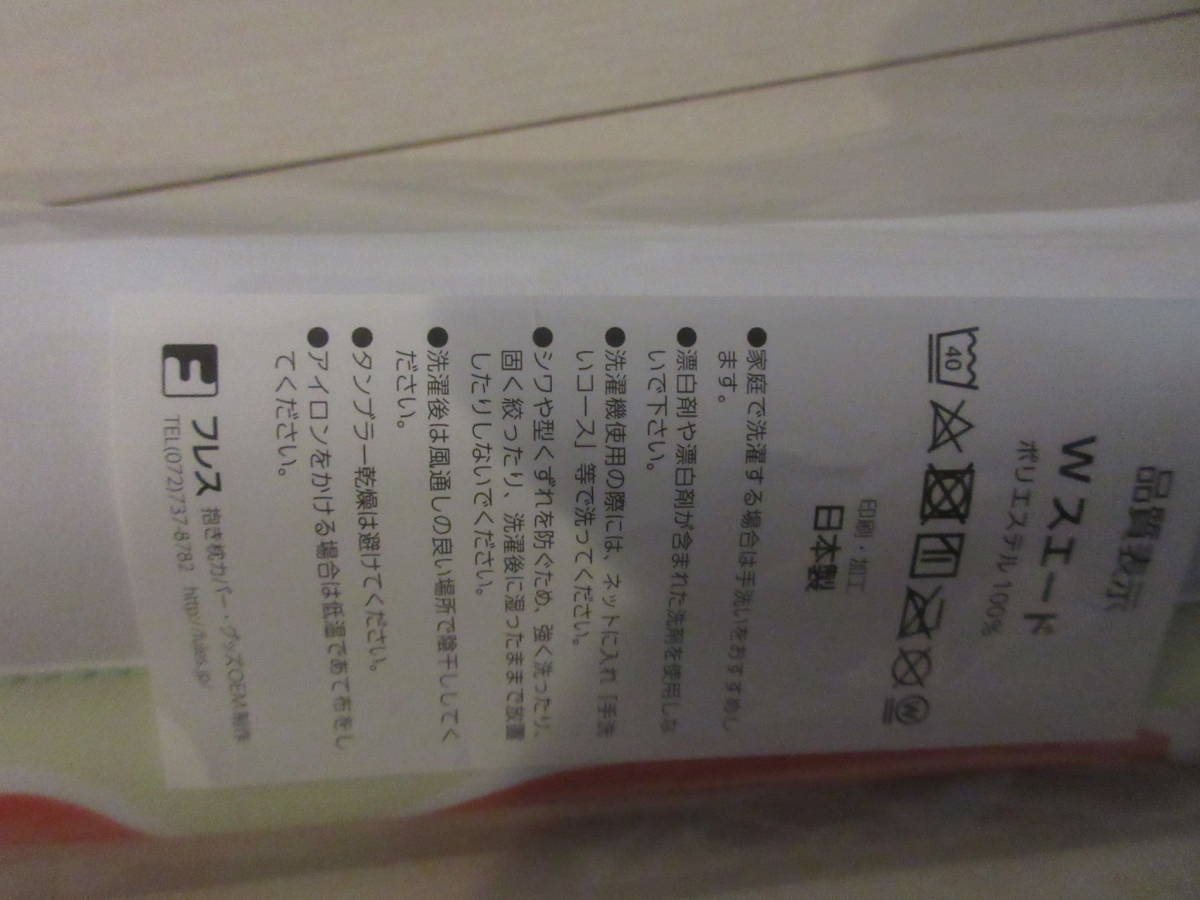 品質表示
Wスエード
ポリエステル 100%
40
W
印刷・加工
日本製
●家庭で洗濯する場合は手洗いをおすすめし
ます。
●漂白剤や漂白剤が含まれた洗剤を使用しな
いで下さい。
●洗濯機使用の際には、ネットに入れ「手洗
いコース」等で洗ってください。
●シワや型くずれを防ぐため、強く洗ったり、
固く絞ったり、洗濯後に湿ったままで放置
したりしないでください。
●洗濯後は風通しの良い場所で陰干ししてく
ださい。
●タンブラー乾燥は避けてください。
●アイロンをかける場合は低温であて布をし
てください。
フレス 抱き枕カバー・グッズOEM制作
TEL(072)737-8782